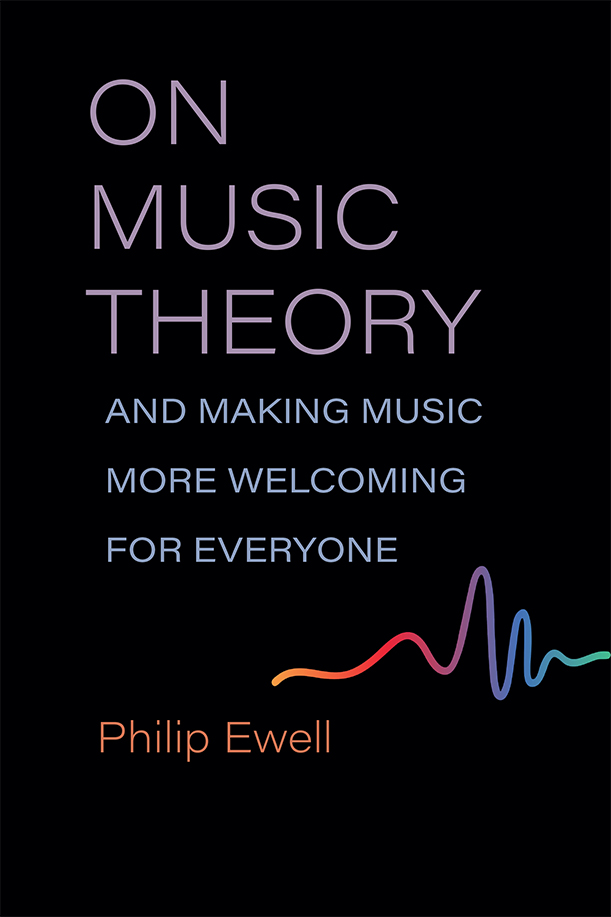 ON
MUSIC
THEORY
AND MAKING MUSIC
MORE WELCOMING
FOR EVERYONE
Philip Ewell